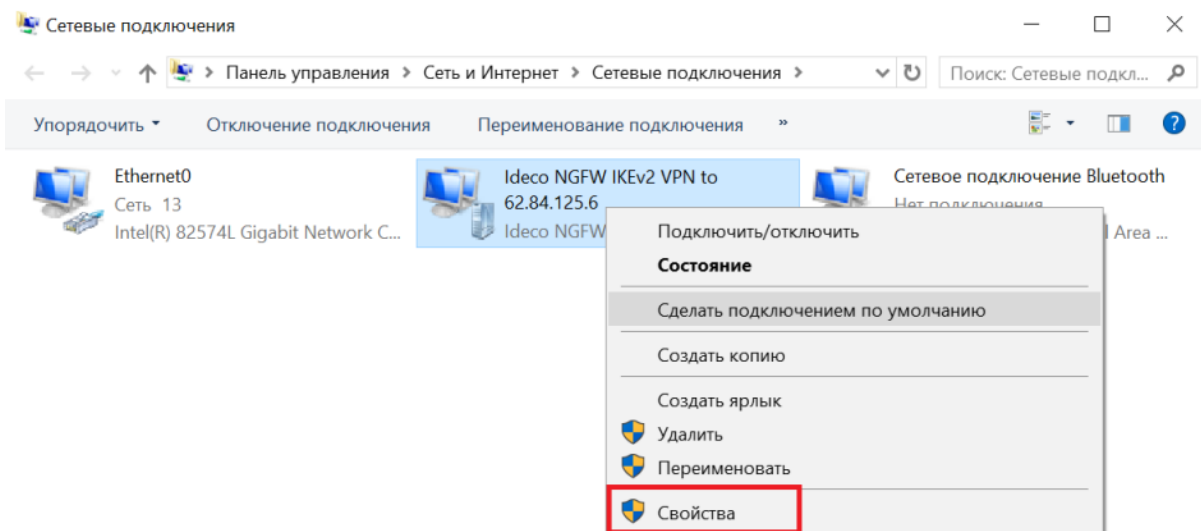 Сетевые подключения
Панель управления > Сеть и Интернет > Сетевые подключения >
Поиск: Сетевые подкл...
Упорядочить Отключение подключения Переименование подключения »
Ethernet0
Сеть 13
Intel(R) 82574L Gigabit Network C...
Ideco NGFW IKEv2 VPN to
62.84.125.6
Ideco NGFW
Сетевое подключение Bluetooth
Нет подключения
Area ...
Подключить/отключить
Состояние
Сделать подключением по умолчанию
Создать копию
Создать ярлык
Удалить
Переименовать
Свойства